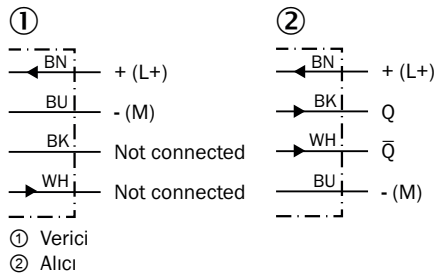 ①
BN + (L+)
BU - (M)
BK Not connected
WH Not connected
②
BN + (L+)
BK Q
WH Q̅
BU - (M)
① Verici
② Alıcı